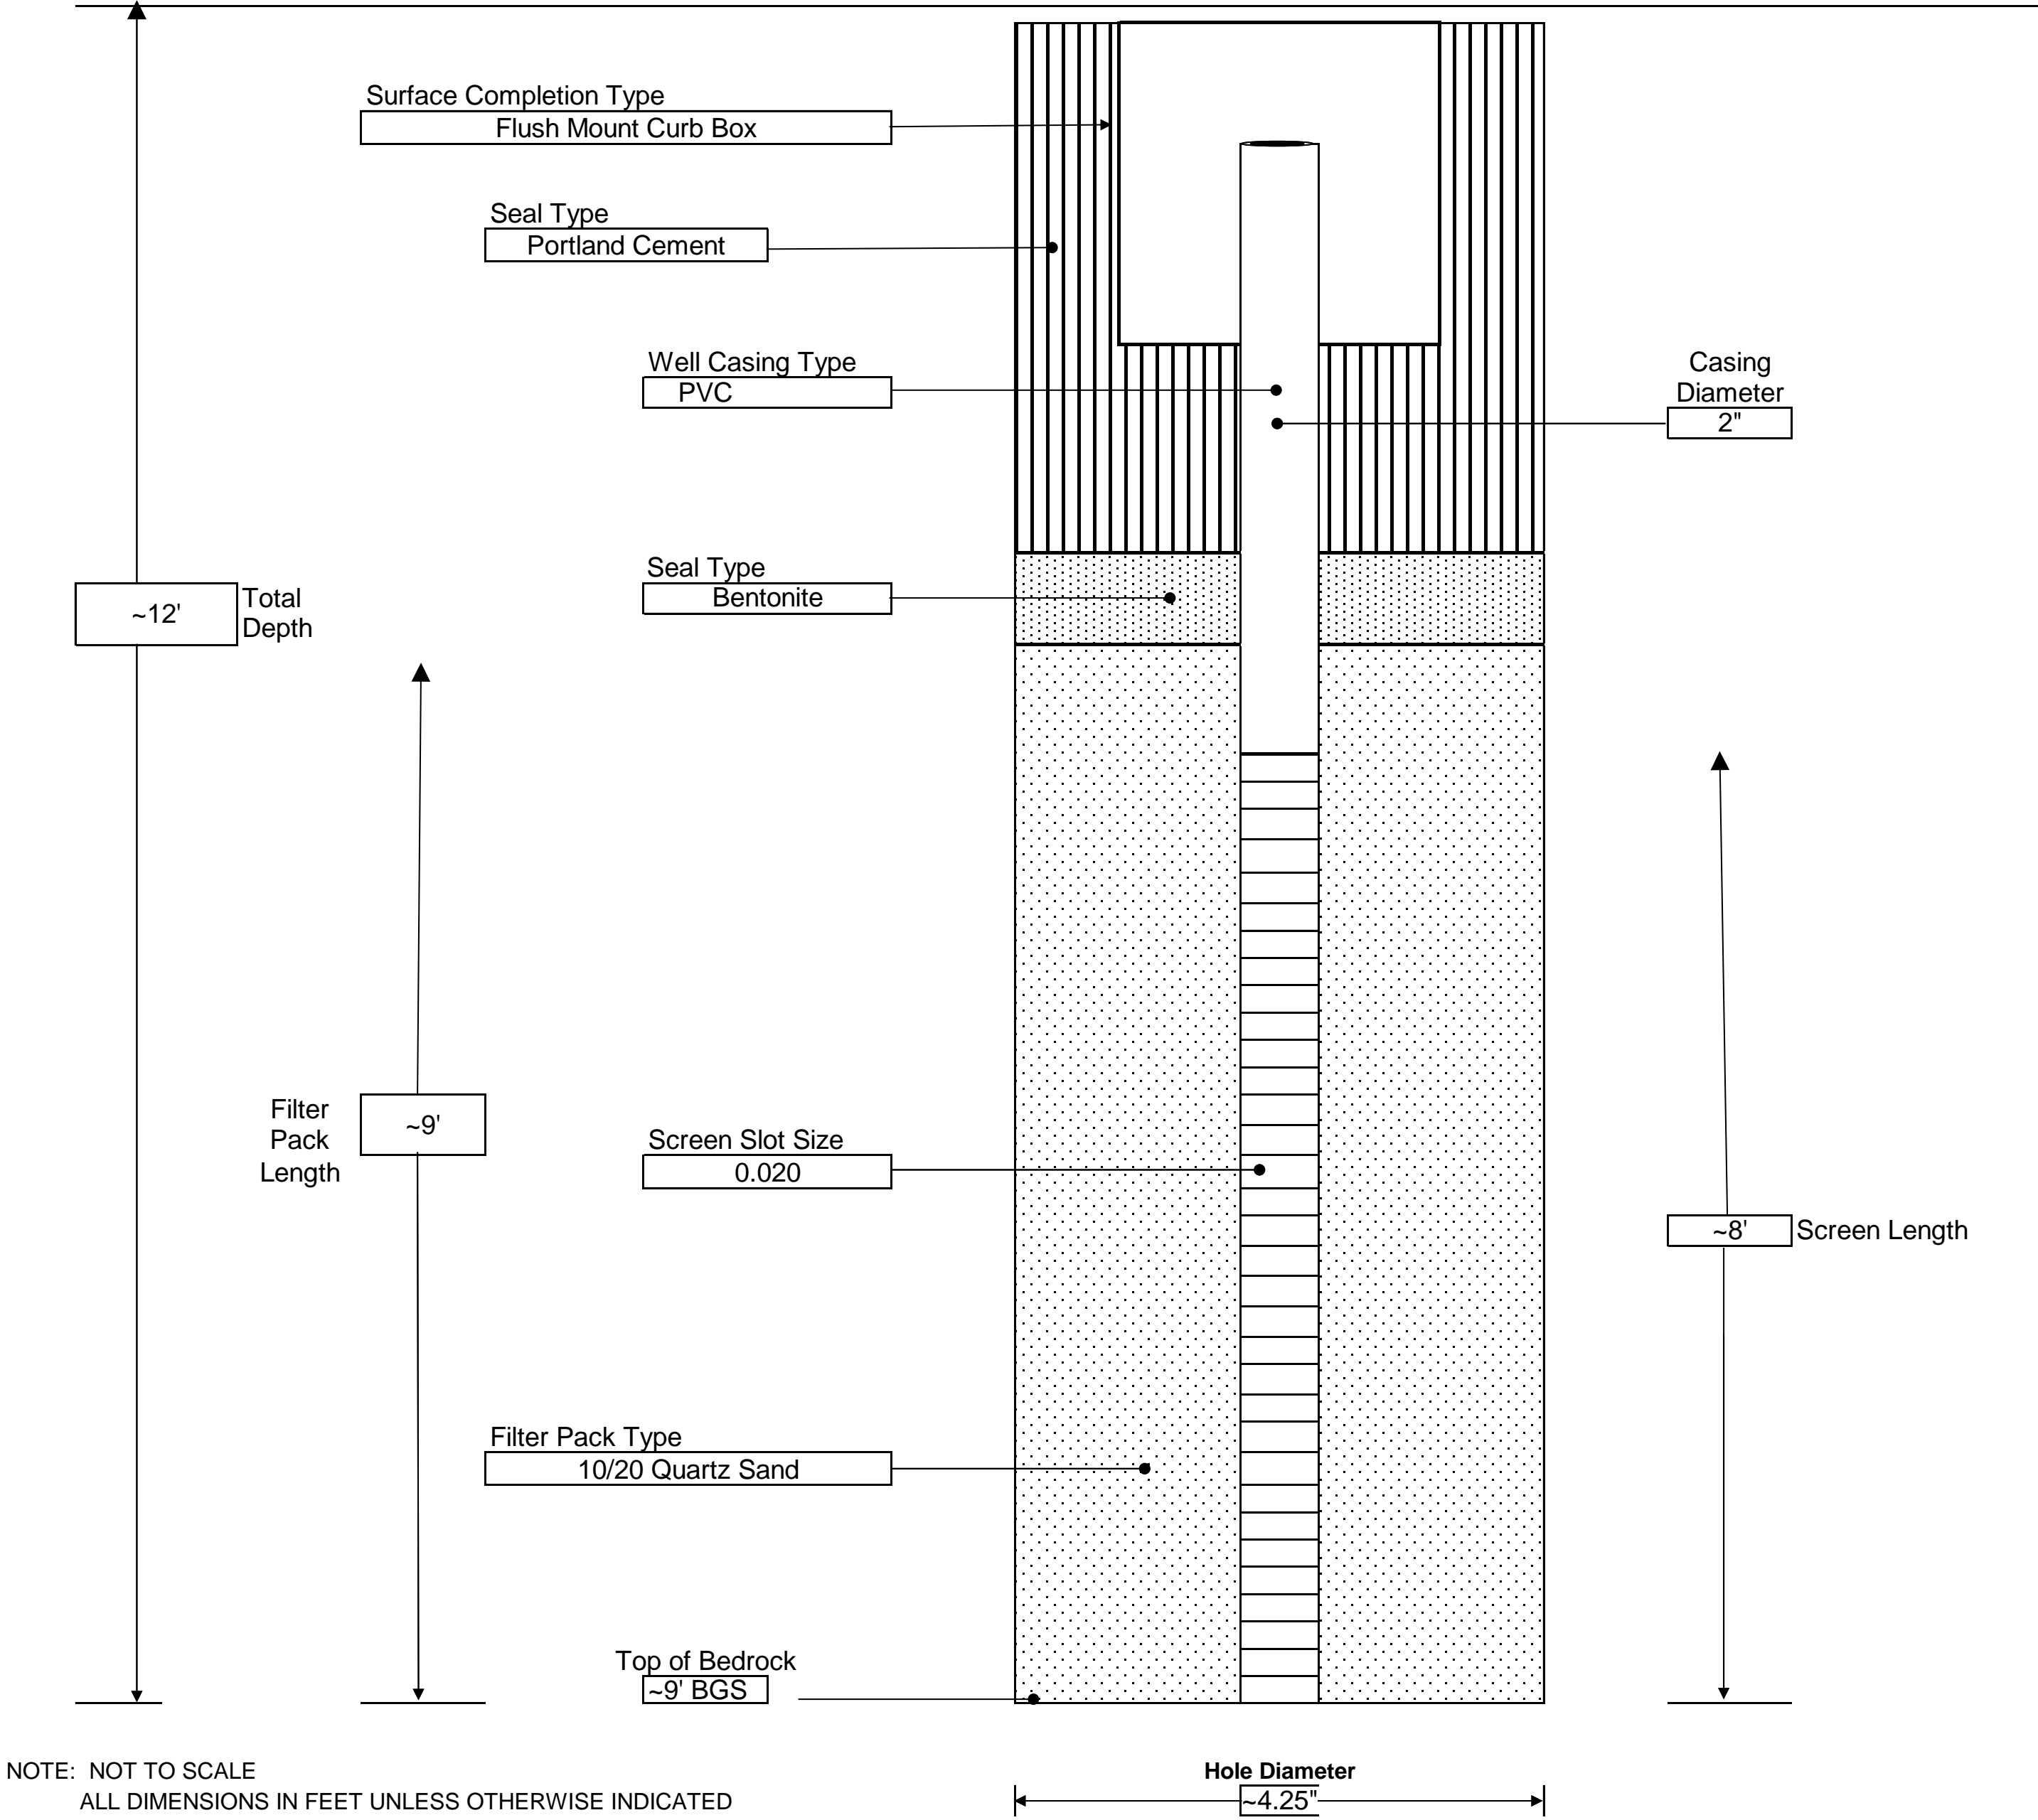 Surface Completion Type
Flush Mount Curb Box
Seal Type
Portland Cement
Well Casing Type
PVC
Casing
Diameter
2"
Seal Type
Bentonite
~12'
Total
Depth
Filter
Pack
Length
~9'
Screen Slot Size
0.020
~8'
Screen Length
Filter Pack Type
10/20 Quartz Sand
Top of Bedrock
~9' BGS
NOTE: NOT TO SCALE
ALL DIMENSIONS IN FEET UNLESS OTHERWISE INDICATED
Hole Diameter
~4.25"